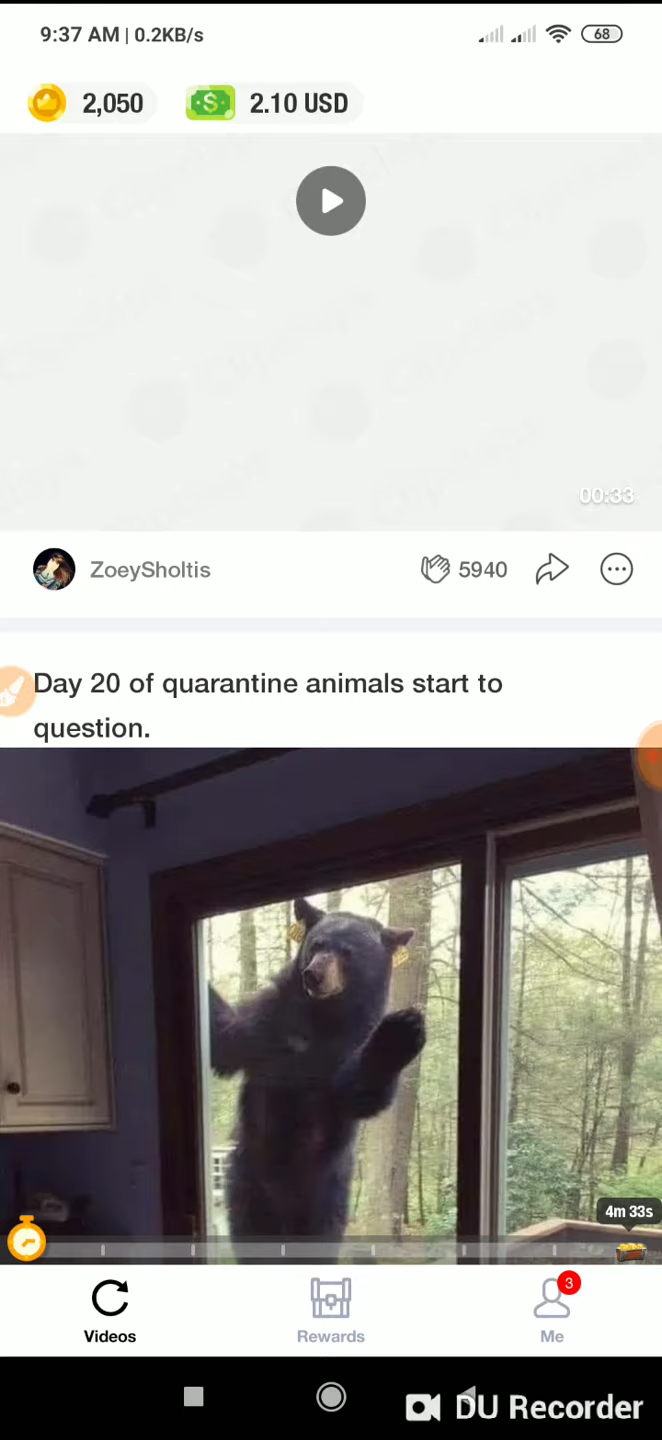 9:37 AM | 0.2KB/s
68
2,050
2.10 USD
00:33
ZoeySholtis
5940
Day 20 of quarantine animals start to
question.
4m 33s
3
Videos
Rewards
Me
DU Recorder